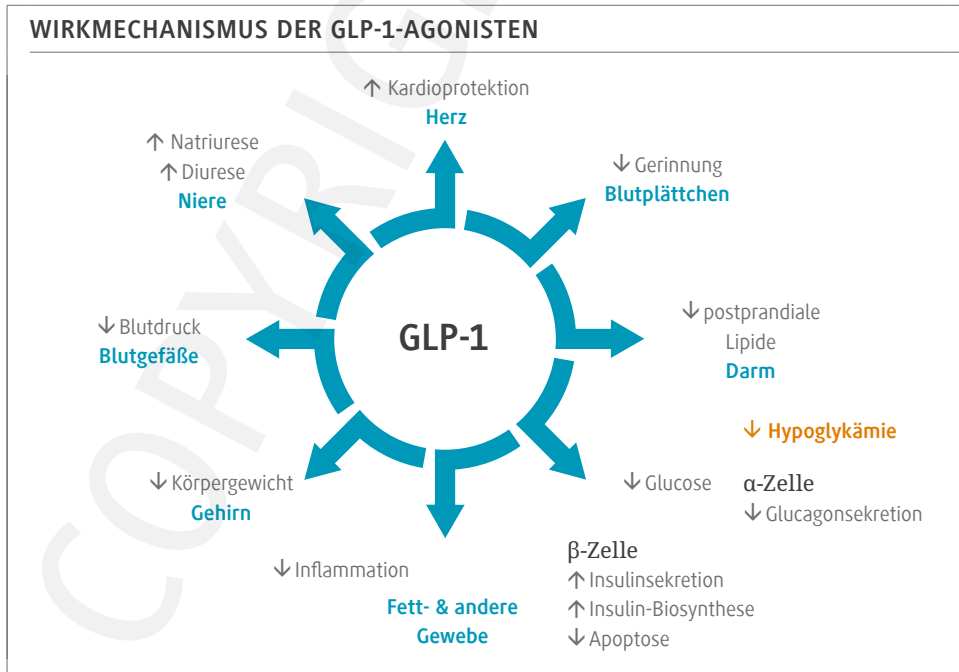 WIRKMECHANISMUS DER GLP-1-AGONISTEN
↑ Kardioprotektion
Herz
↑ Natriurese
↑ Diurese
Niere
↓ Gerinnung
Blutplättchen
↓ Blutdruck
Blutgefäße
GLP-1
↓ postprandiale
Lipide
Darm
↓ Hypoglykämie
↓ Körpergewicht
Gehirn
↓ Glucose
α-Zelle
↓ Glucagonsekretion
↓ Inflammation
Fett- & andere
Gewebe
β-Zelle
↑ Insulinsekretion
↑ Insulin-Biosynthese
↓ Apoptose
COPYRIG